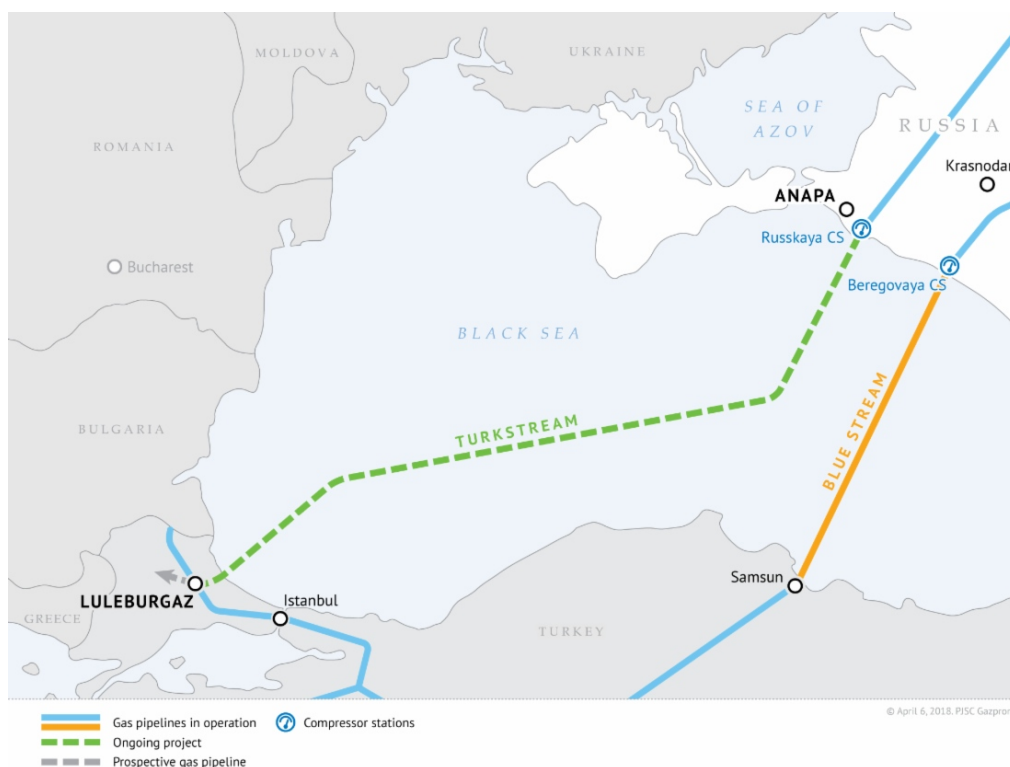 MOLDOVA
UKRAINE
SEA OF
AZOV
RUSSIA
ROMANIA
Krasnodar
ANAPA
Russkaya CS
Bucharest
Beregovaya CS
BLACK SEA
BLUE STREAM
TURKSTREAM
BULGARIA
Samsun
LULEBURGAZ
Istanbul
GREECE
TURKEY
© April 6, 2018. PJSC Gazprom
Gas pipelines in operation
Compressor stations
Ongoing project
Prospective gas pipeline